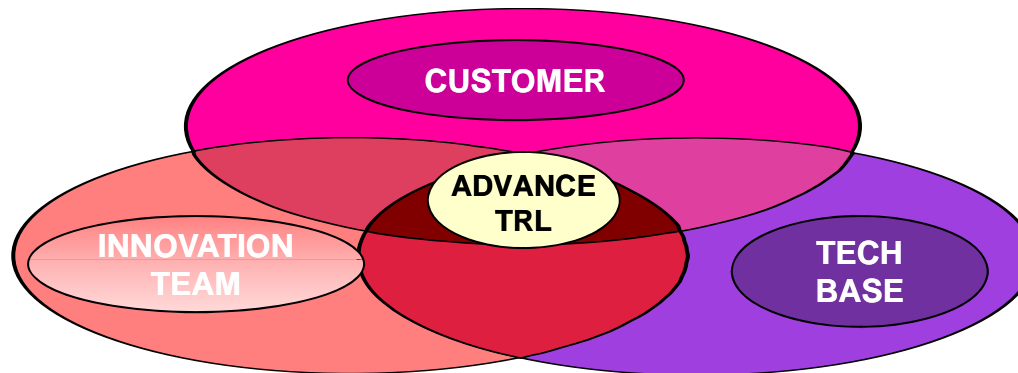 CUSTOMER
ADVANCE
TRL
INNOVATION
TEAM
TECH
BASE